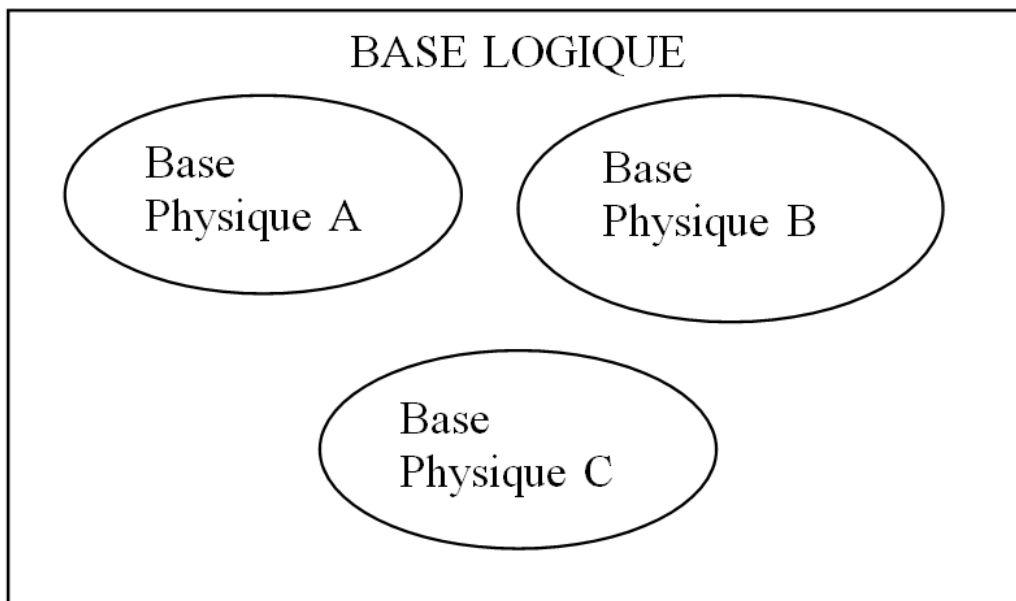 BASE LOGIQUE
Base
Physique A
Base
Physique B
Base
Physique C